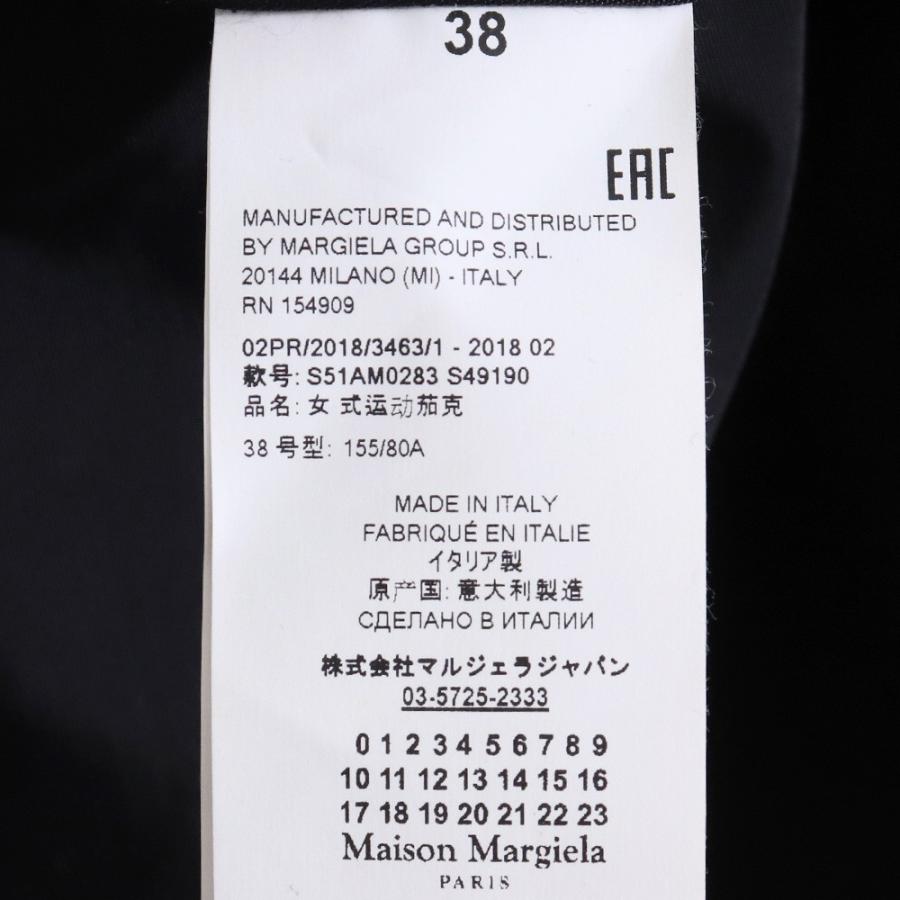 38
EAC
MANUFACTURED AND DISTRIBUTED
BY MARGIELA GROUP S.R.L.
20144 MILANO (MI) - ITALY
RN 154909
02PR/2018/3463/1 - 2018 02
款号: S51AM0283 S49190
品名: 女 式运动茄克
38 号型: 155/80A
MADE IN ITALY
FABRIQUÉ EN ITALIE
イタリア製
原产国: 意大利製造
СДЕЛАНО В ИТАЛИИ
株式会社マルジェラジャパン
03-5725-2333
0 1 2 3 4 5 6 7 8 9
10 11 12 13 14 15 16
17 18 19 20 21 22 23
Maison Margiela
PARIS